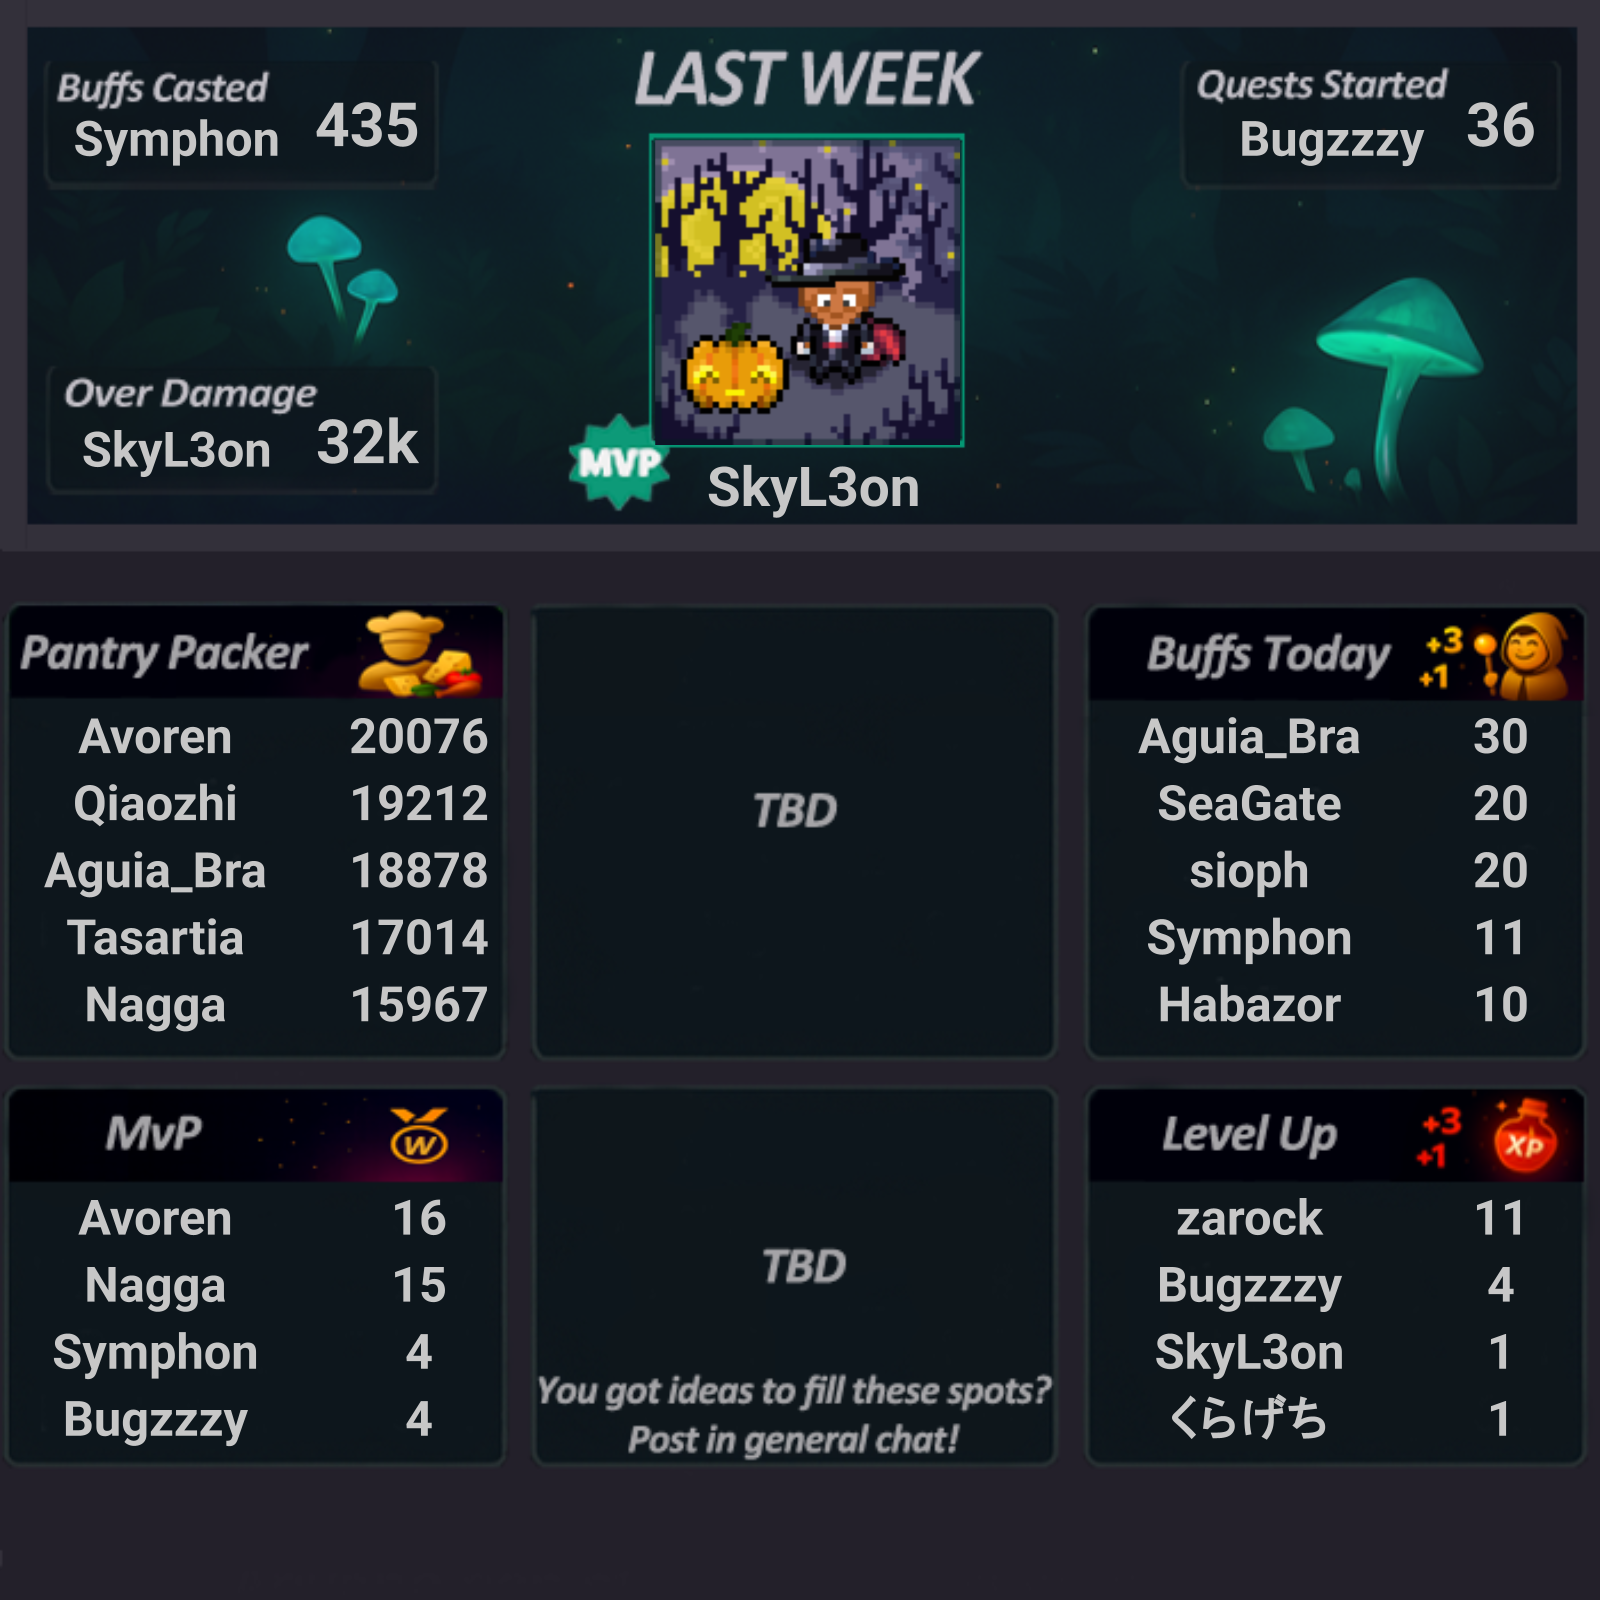 LAST WEEK
Buffs Casted
Symphon 435
Quests Started
Bugzzzy 36
Over Damage
SkyL3on 32k
MVP
SkyL3on
Pantry Packer
Avoren 20076
Qiaozhi 19212
Aguia_Bra 18878
Tasartia 17014
Nagga 15967
TBD
Buffs Today +3 +1
Aguia_Bra 30
SeaGate 20
sioph 20
Symphon 11
Habazor 10
MvP W
Avoren 16
Nagga 15
Symphon 4
Bugzzzy 4
TBD
You got ideas to fill these spots?
Post in general chat!
Level Up +3 +1 XP
zarock 11
Bugzzzy 4
SkyL3on 1
くらげち 1